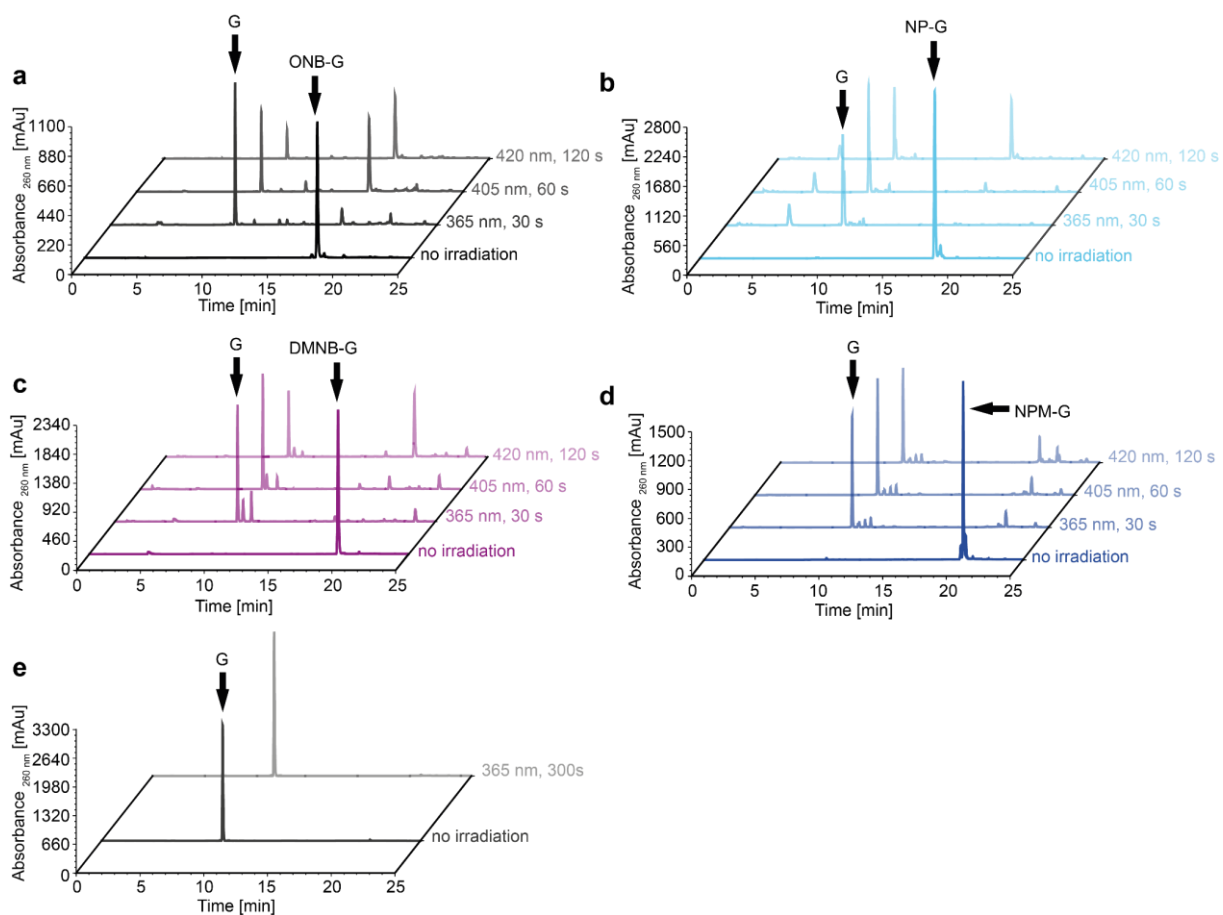 a
G
ONB-G
Absorbance 260 nm [mAu]
1100
880
660
440
220
0
420 nm, 120 s
405 nm, 60 s
365 nm, 30 s
no irradiation
0 5 10 15 20 25
Time [min]
b
NP-G
G
Absorbance 260 nm [mAu]
2800
2240
1680
1120
560
0
420 nm, 120 s
405 nm, 60 s
365 nm, 30 s
no irradiation
0 5 10 15 20 25
Time [min]
c
G
DMNB-G
Absorbance 260 nm [mAu]
2340
1840
1380
920
460
0
420 nm, 120 s
405 nm, 60 s
365 nm, 30 s
no irradiation
0 5 10 15 20 25
Time [min]
d
G
NPM-G
Absorbance 260 nm [mAu]
1500
1200
900
600
300
0
420 nm, 120 s
405 nm, 60 s
365 nm, 30 s
no irradiation
0 5 10 15 20 25
Time [min]
e
G
Absorbance 260 nm [mAu]
3300
2640
1980
1320
660
0
365 nm, 300s
no irradiation
0 5 10 15 20 25
Time [min]